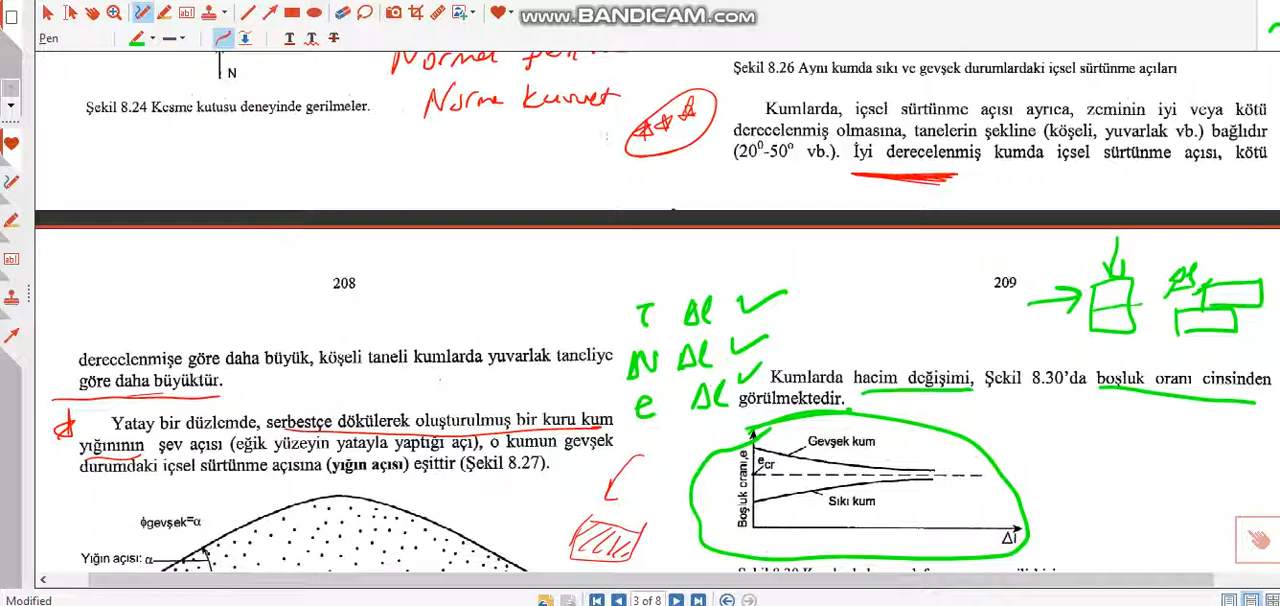 www.BANDICAM.com
abl
Pen
T T T
N
Şekil 8.24 Kesme kutusu deneyinde gerilmeler.
Normal
Norme kuvvet
Şekil 8.26 Aynı kumda sıkı ve gevşek durumlardaki içsel sürtünme açıları
Kumlarda, içsel sürtünme açısı ayrıca, zeminin iyi veya kötü
derecelenmiş olmasına, tanelerin şekline (köşeli, yuvarlak vb.) bağlıdır
(20⁰-50° vb.). İyi derecelenmiş kumda içsel sürtünme açısı, kötü
abl
208
derecelenmişe göre daha büyük, köşeli taneli kumlarda yuvarlak taneliye
göre daha büyüktür.
Yatay bir düzlemde, serbestçe dökülerek oluşturulmuş bir kuru kum
yığınının şev açısı (eğik yüzeyin yatayla yaptığı açı), o kumun gevşek
durumdaki içsel sürtünme açısına (yığın açısı) eşittir (Şekil 8.27).
ϕgevşek=α
Yığın açısı: α
T Δl ✓
N Δl ✓
e Δl ✓
209
Δl
Kumlarda hacim değişimi, Şekil 8.30'da boşluk oranı cinsinden
görülmektedir.
Gevşek kum
ecr
Sıkı kum
Boşluk oranı,e
Δl
Modified
3 of 8